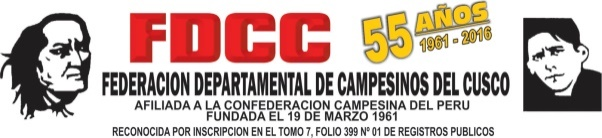 FDCC
55 AÑOS
1961 - 2016
FEDERACION DEPARTAMENTAL DE CAMPESINOS DEL CUSCO
AFILIADA A LA CONFEDERACION CAMPESINA DEL PERU
FUNDADA EL 19 DE MARZO 1961
RECONOCIDA POR INSCRIPCION EN EL TOMO 7, FOLIO 399 Nº 01 DE REGISTROS PUBLICOS